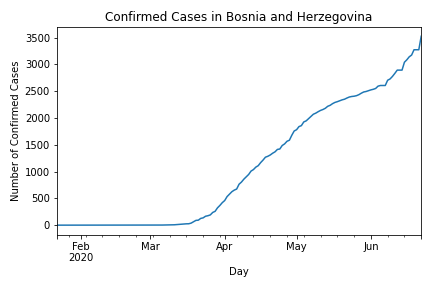 Confirmed Cases in Bosnia and Herzegovina
Number of Confirmed Cases
3500
3000
2500
2000
1500
1000
500
0
Feb
2020
Mar
Apr
May
Jun
Day